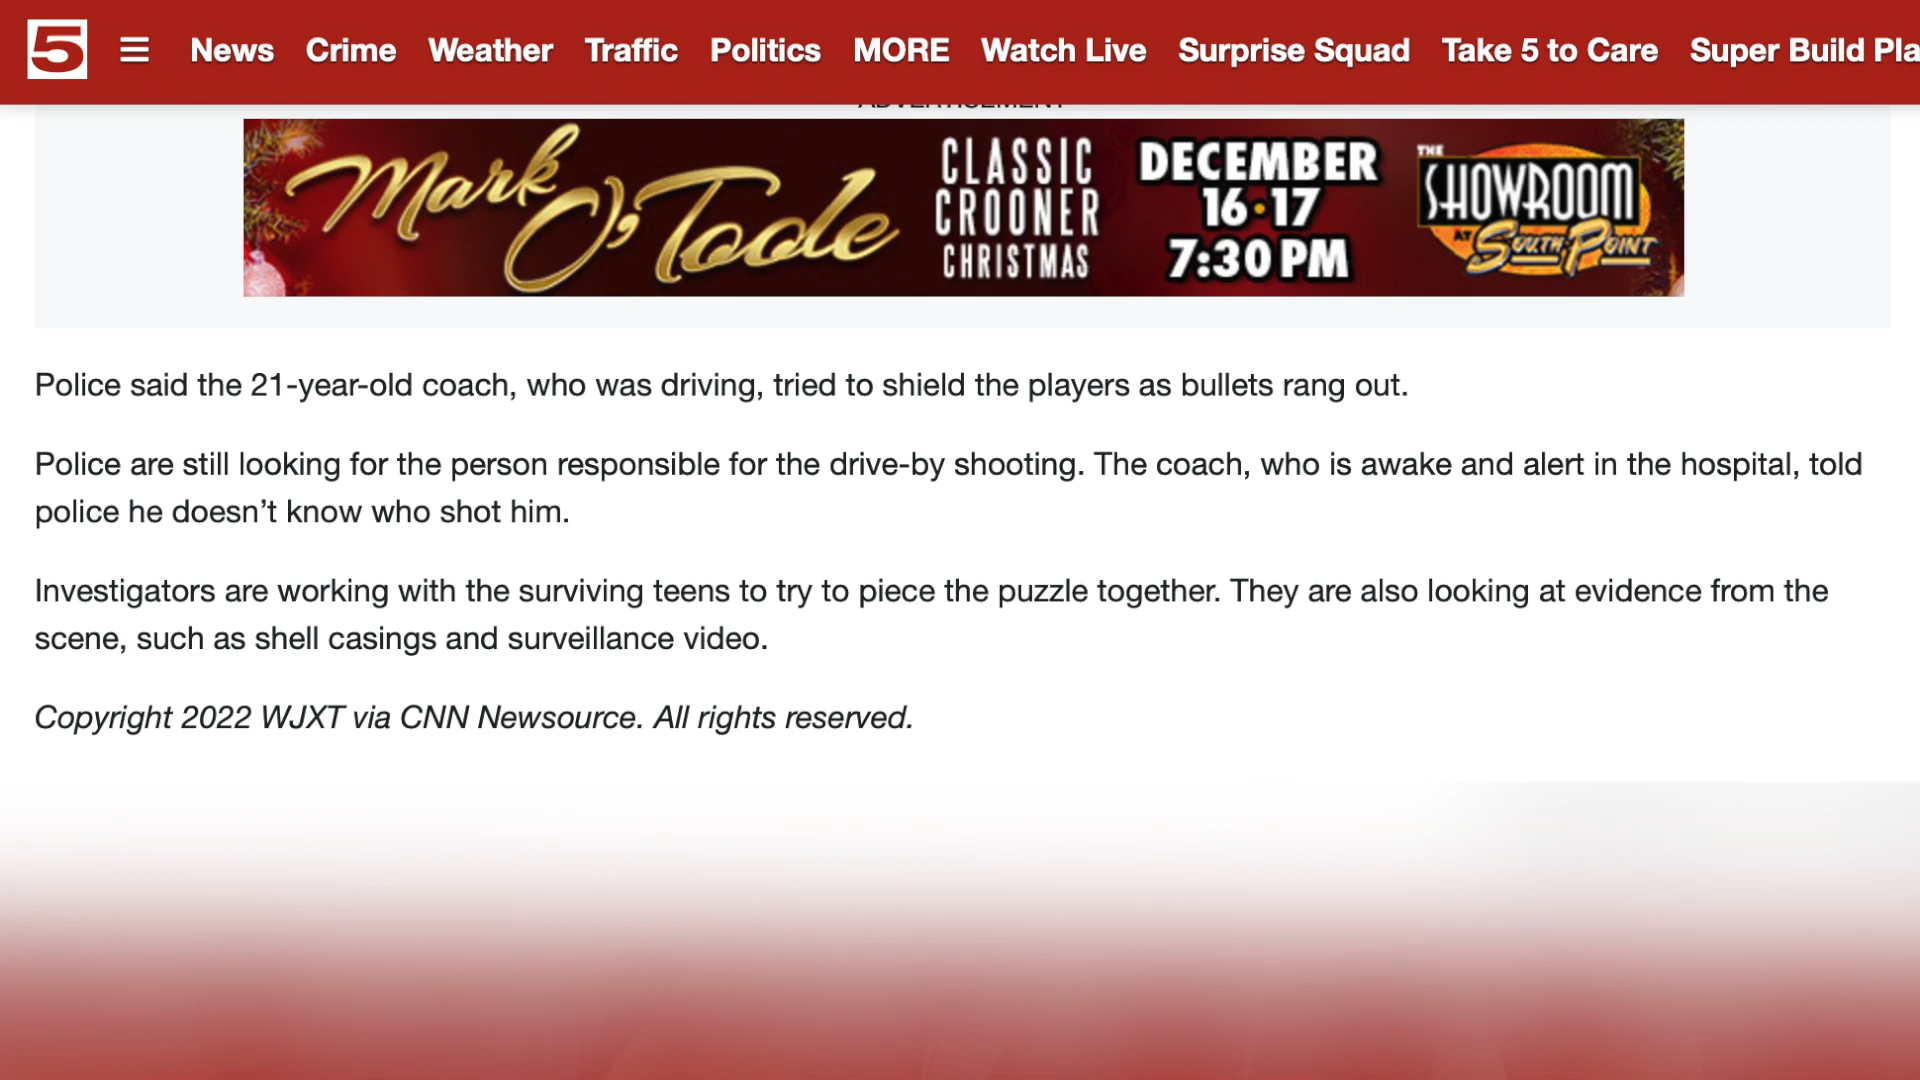 5 News Crime Weather Traffic Politics MORE Watch Live Surprise Squad Take 5 to Care Super Build Pla
ADVERTISEMENT
Mark O'Toole
CLASSIC
CROONER
CHRISTMAS
DECEMBER
16•17
7:30 PM
THE
SHOWROOM
AT SOUTH POINT
Police said the 21-year-old coach, who was driving, tried to shield the players as bullets rang out.
Police are still looking for the person responsible for the drive-by shooting. The coach, who is awake and alert in the hospital, told
police he doesn’t know who shot him.
Investigators are working with the surviving teens to try to piece the puzzle together. They are also looking at evidence from the
scene, such as shell casings and surveillance video.
Copyright 2022 WJXT via CNN Newsource. All rights reserved.